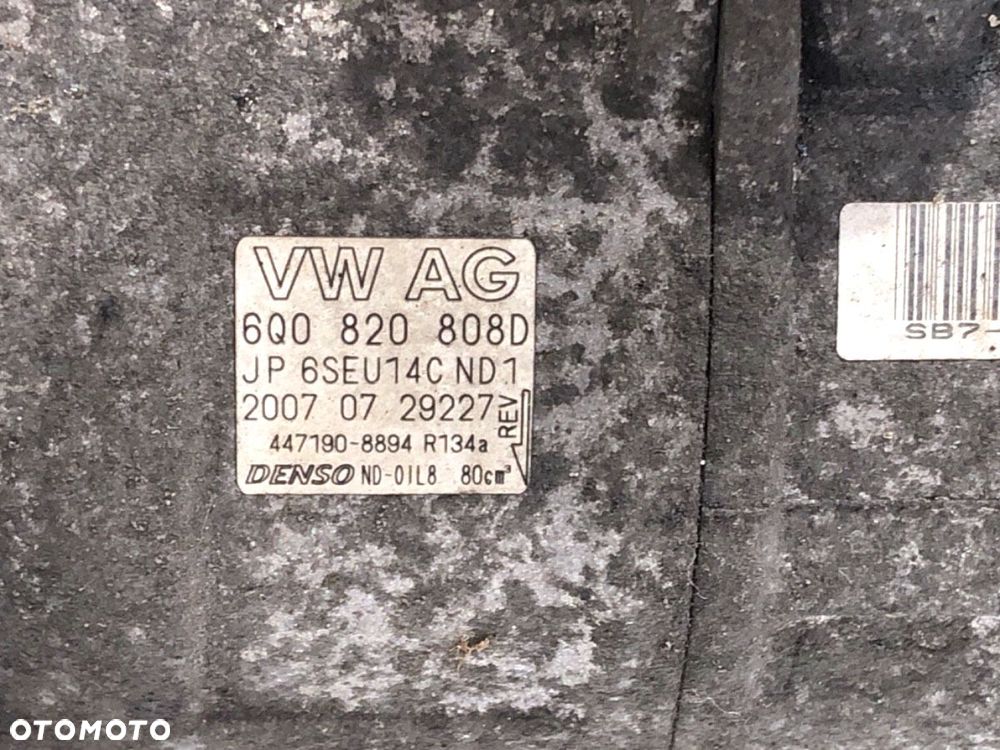 VW AG
6Q0 820 808D
JP 6SEU14C ND1
2007 07 29227
REV
447190-8894 R134a
DENSO ND-OIL8 80cm³
SB7-
OTOMOTO